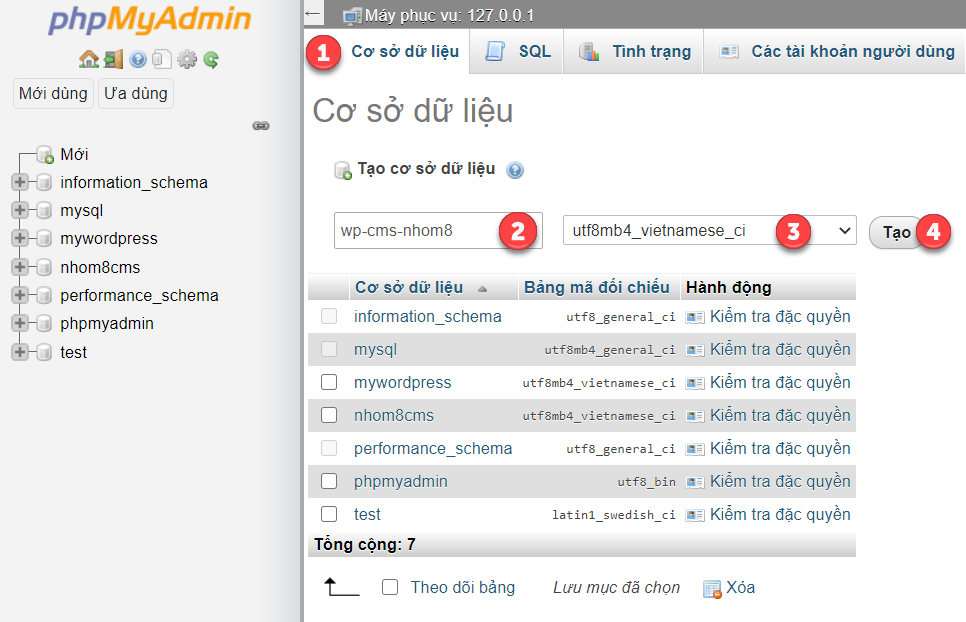 phpMyAdmin
Mới dùng Ưa dùng
Mới
information_schema
mysql
mywordpress
nhom8cms
performance_schema
phpmyadmin
test
Máy phục vụ: 127.0.0.1
1 Cơ sở dữ liệu SQL Tình trạng Các tài khoản người dùng
Cơ sở dữ liệu
Tạo cơ sở dữ liệu
wp-cms-nhom8 2 utf8mb4_vietnamese_ci 3 Tạo 4
Cơ sở dữ liệu Bảng mã đối chiếu Hành động
information_schema utf8_general_ci Kiểm tra đặc quyền
mysql utf8mb4_general_ci Kiểm tra đặc quyền
mywordpress utf8mb4_vietnamese_ci Kiểm tra đặc quyền
nhom8cms utf8mb4_vietnamese_ci Kiểm tra đặc quyền
performance_schema utf8_general_ci Kiểm tra đặc quyền
phpmyadmin utf8_bin Kiểm tra đặc quyền
test latin1_swedish_ci Kiểm tra đặc quyền
Tổng cộng: 7
Theo dõi bảng Lưu mục đã chọn Xóa